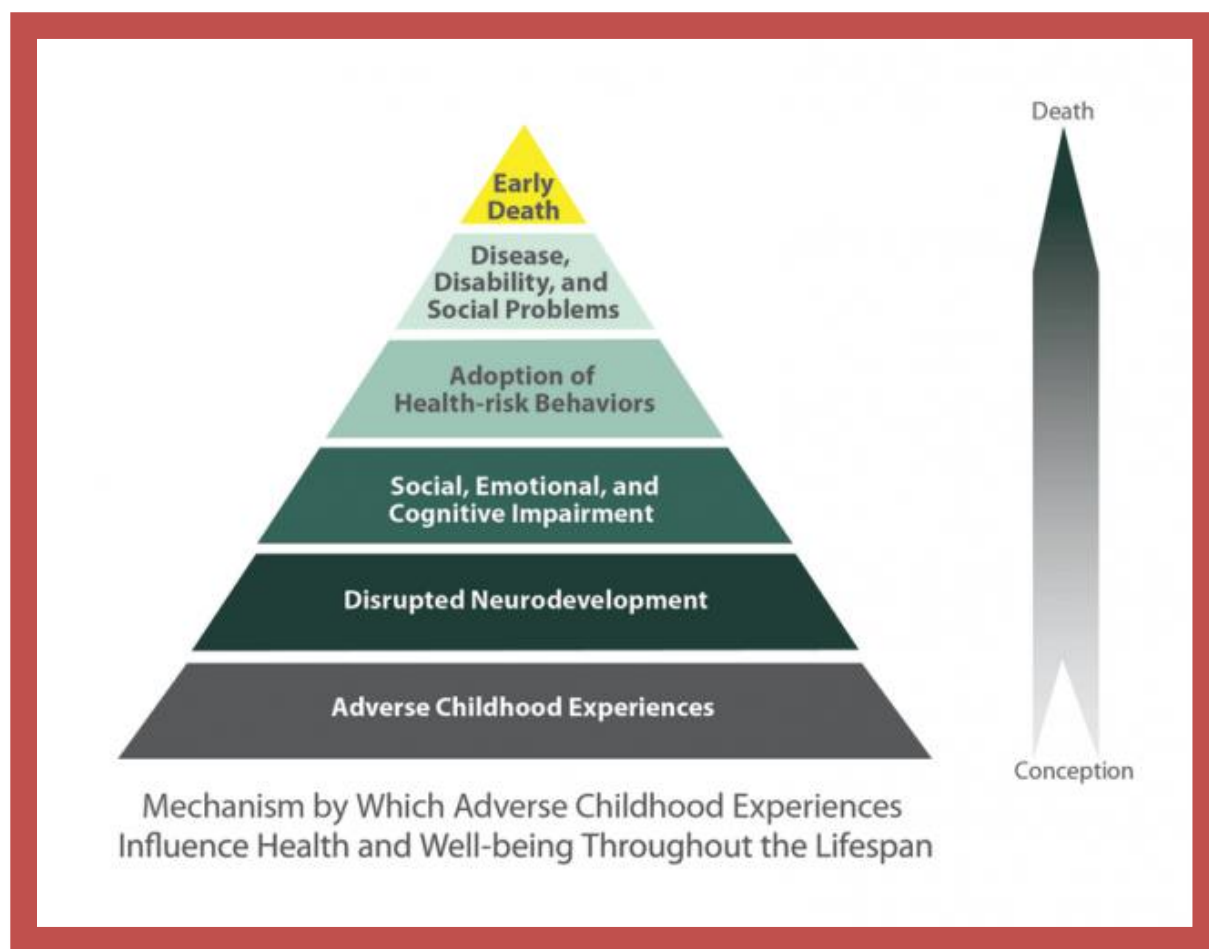 Death
Early
Death
Disease,
Disability, and
Social Problems
Adoption of
Health-risk Behaviors
Social, Emotional, and
Cognitive Impairment
Disrupted Neurodevelopment
Adverse Childhood Experiences
Conception
Mechanism by Which Adverse Childhood Experiences
Influence Health and Well-being Throughout the Lifespan